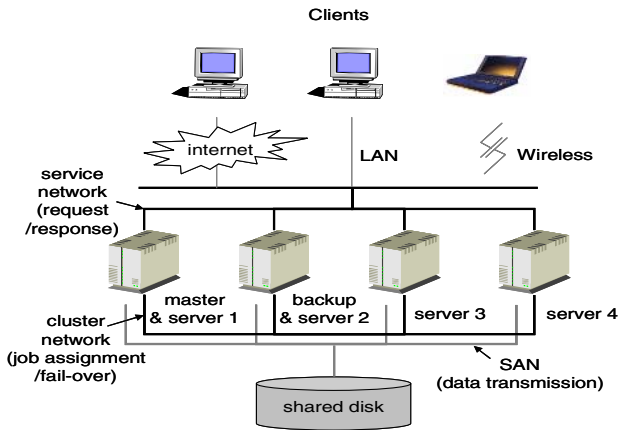 Clients
internet
LAN
Wireless
service
network
(request
/response)
master
& server 1
backup
& server 2
server 3
server 4
cluster
network
(job assignment
/fail-over)
SAN
(data transmission)
shared disk